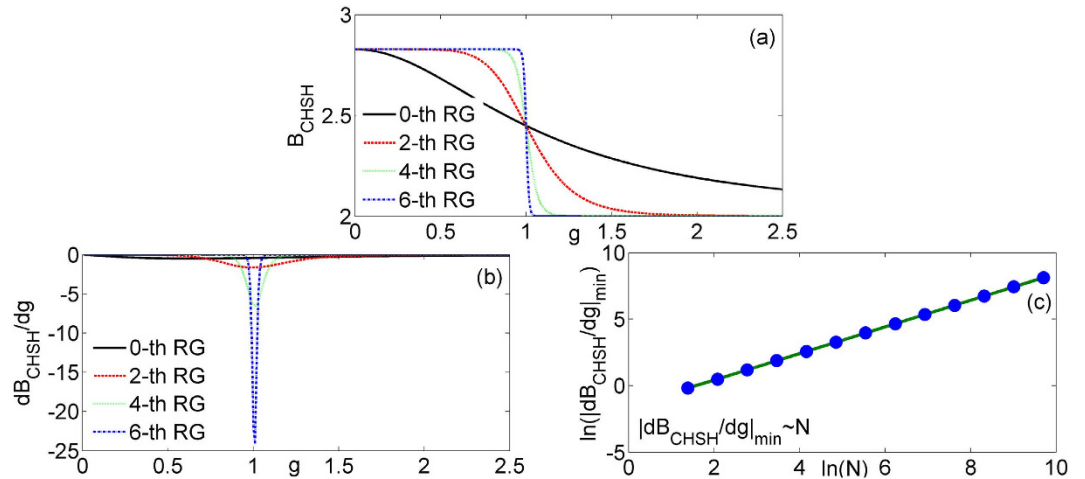 3
(a)
B_CHSH
2.5
0-th RG
2-th RG
4-th RG
6-th RG
2
0 0.5 1 1.5 2 2.5
g
0
(b)
-5
-10
-15
-20
-25
dB_CHSH/dg
0-th RG
2-th RG
4-th RG
6-th RG
0 0.5 1 1.5 2 2.5
g
10
(c)
5
0
-5
ln(|dB_CHSH/dg|_min)
|dB_CHSH/dg|_min~N
0 2 4 6 8 10
ln(N)